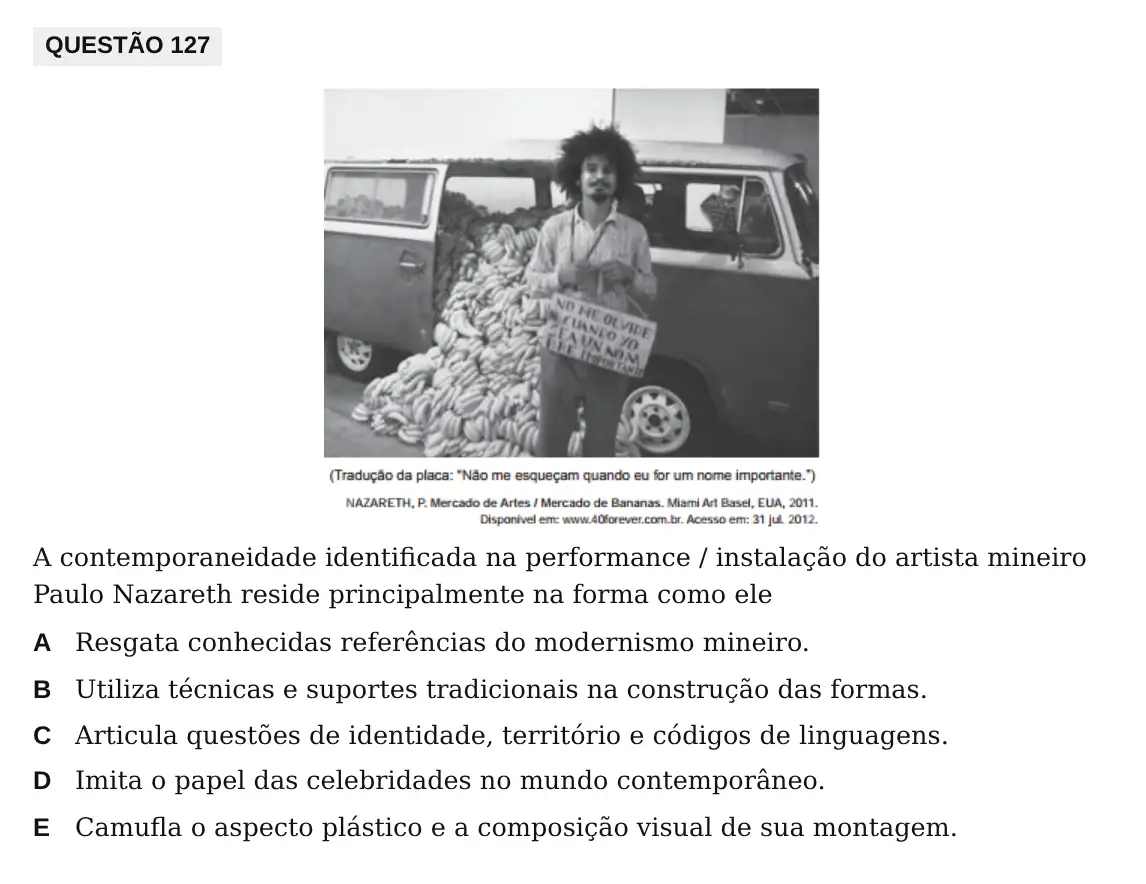 QUESTÃO 127
NO ME OLVIDE
CUANDO YO
SEA UN NOM
BRE IMPORTANTE
(Tradução da placa: "Não me esqueçam quando eu for um nome importante.")
NAZARETH, P. Mercado de Artes / Mercado de Bananas. Miami Art Basel, EUA, 2011.
Disponível em: www.40forever.com.br. Acesso em: 31 jul. 2012.
A contemporaneidade identificada na performance / instalação do artista mineiro
Paulo Nazareth reside principalmente na forma como ele
A Resgata conhecidas referências do modernismo mineiro.
B Utiliza técnicas e suportes tradicionais na construção das formas.
C Articula questões de identidade, território e códigos de linguagens.
D Imita o papel das celebridades no mundo contemporâneo.
E Camufla o aspecto plástico e a composição visual de sua montagem.